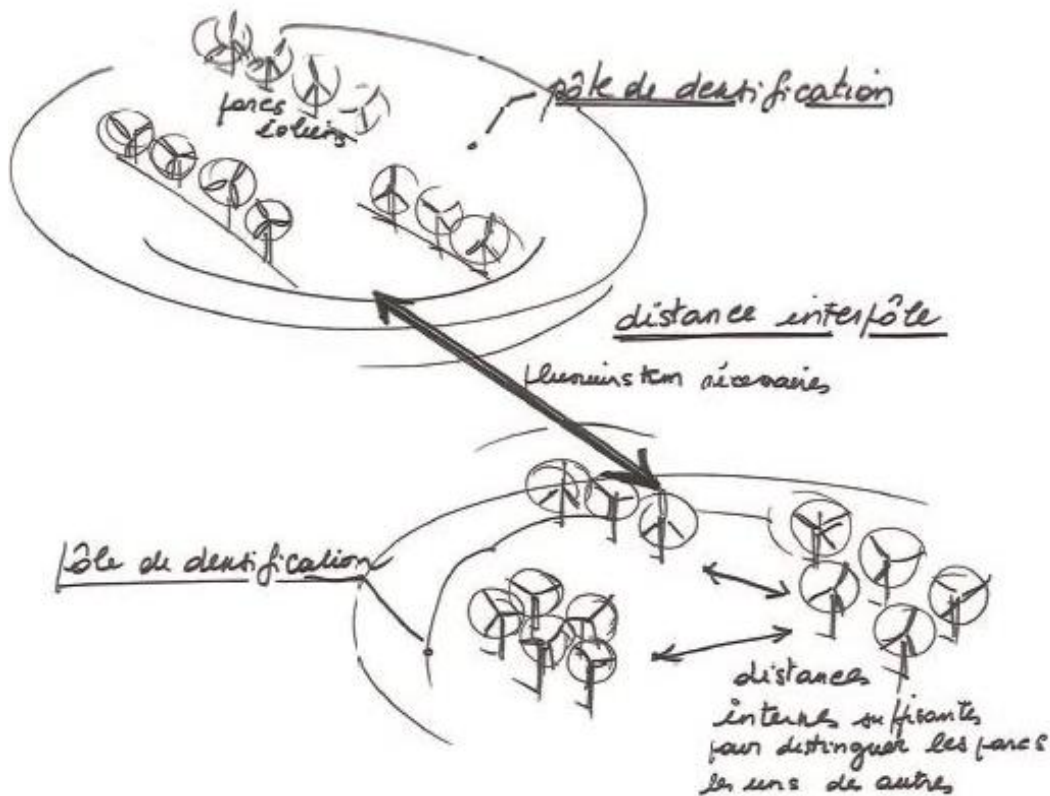 pôle de densification
parcs
éoliens
distance interpôle
plusieurs km nécessaires
pôle de densification
distances
internes suffisantes
pour distinguer les parcs
les uns de autres